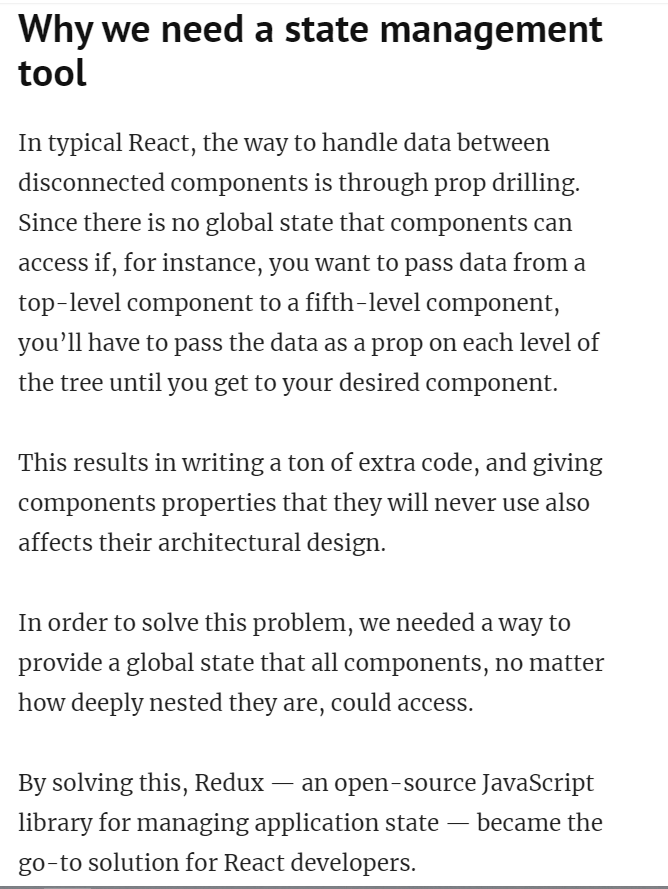 Why we need a state management
tool
In typical React, the way to handle data between
disconnected components is through prop drilling.
Since there is no global state that components can
access if, for instance, you want to pass data from a
top-level component to a fifth-level component,
you’ll have to pass the data as a prop on each level of
the tree until you get to your desired component.
This results in writing a ton of extra code, and giving
components properties that they will never use also
affects their architectural design.
In order to solve this problem, we needed a way to
provide a global state that all components, no matter
how deeply nested they are, could access.
By solving this, Redux — an open-source JavaScript
library for managing application state — became the
go-to solution for React developers.